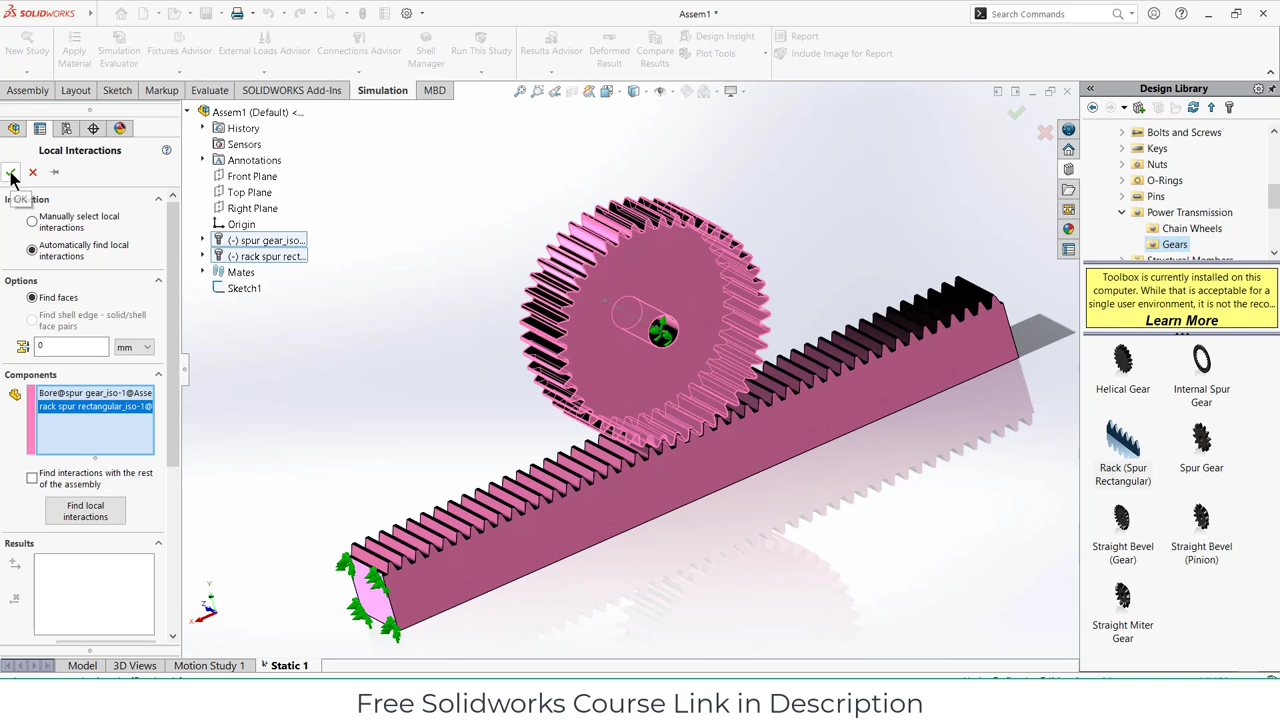 SOLIDWORKS
Assem1 *
Search Commands
New Study
Apply
Material
Simulation
Evaluator
Fixtures Advisor
External Loads Advisor
Connections Advisor
Shell
Manager
Run This Study
Results Advisor
Deformed
Result
Compare
Results
Design Insight
Plot Tools
Report
Include Image for Report
Assembly
Layout
Sketch
Markup
Evaluate
SOLIDWORKS Add-Ins
Simulation
MBD
Design Library
Local Interactions
OK
Manually select local
interactions
Automatically find local
interactions
Options
Find faces
Find shell edge - solid/shell
face pairs
0
mm
Components
Bore@spur gear_iso-1@Asse
rack spur rectangular_iso-1@
Find interactions with the rest
of the assembly
Find local
interactions
Results
Assem1 (Default) <...
History
Sensors
Annotations
Front Plane
Top Plane
Right Plane
Origin
(-) spur gear_iso...
(-) rack spur rect...
Mates
Sketch1
Y
Z
X
Bolts and Screws
Keys
Nuts
O-Rings
Pins
Power Transmission
Chain Wheels
Gears
Toolbox is currently installed on this
computer. While that is acceptable for a
single user environment, it is not the reco...
Learn More
Helical Gear
Internal Spur
Gear
Rack (Spur
Rectangular)
Spur Gear
Straight Bevel
(Gear)
Straight Bevel
(Pinion)
Straight Miter
Gear
Model
3D Views
Motion Study 1
Static 1
Free Solidworks Course Link in Description